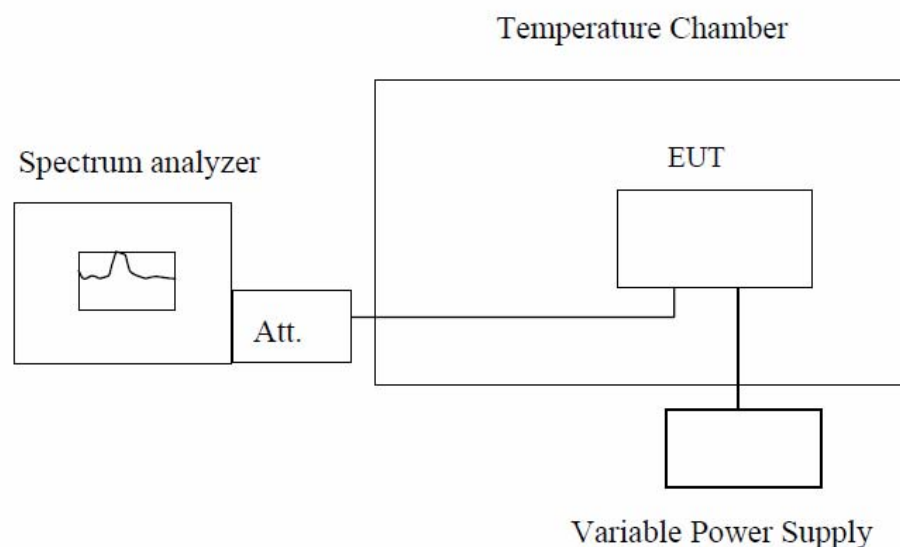 Temperature Chamber
Spectrum analyzer
EUT
Att.
Variable Power Supply